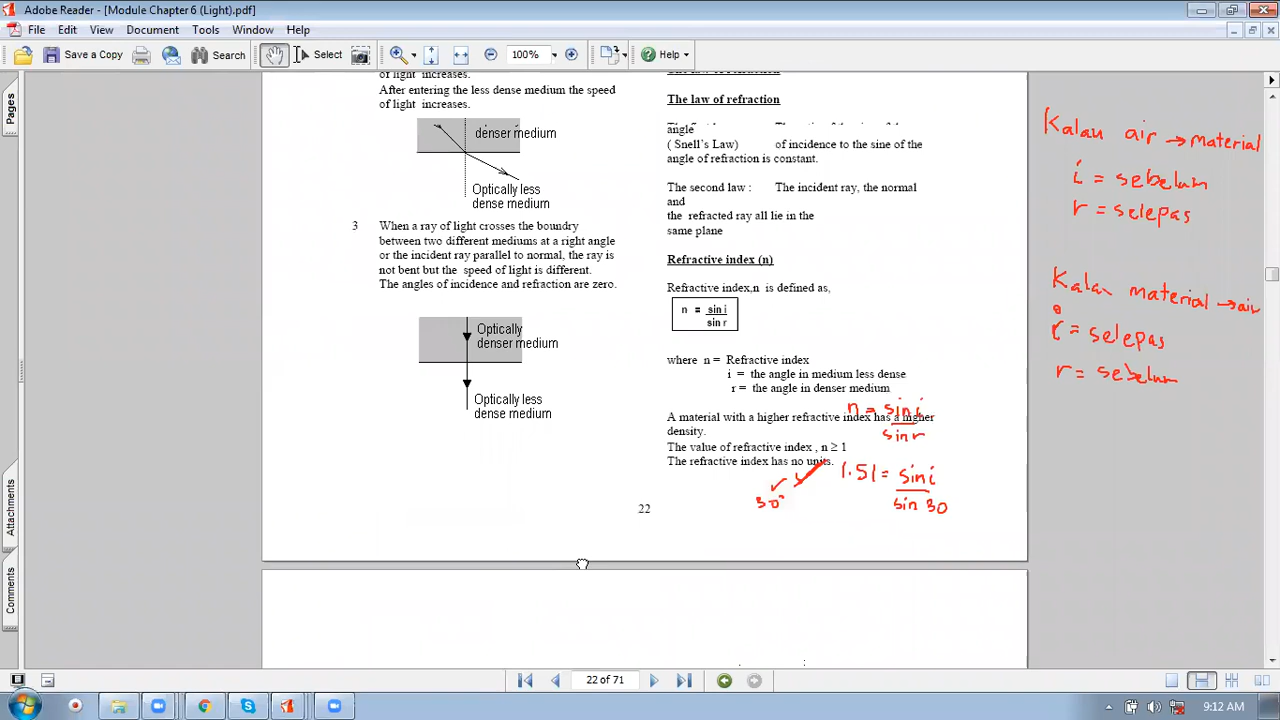 Adobe Reader - [Module Chapter 6 (Light).pdf]
File Edit View Document Tools Window Help
Save a Copy Search Select 100% Help
Pages
Attachments
Comments
of light increases.
After entering the less dense medium the speed
of light increases.
denser medium
Optically less
dense medium
3 When a ray of light crosses the boundry
between two different mediums at a right angle
or the incident ray parallel to normal, the ray is
not bent but the speed of light is different.
The angles of incidence and refraction are zero.
Optically
denser medium
Optically less
dense medium
The law of refraction
angle
( Snell's Law) of incidence to the sine of the
angle of refraction is constant.
The second law : The incident ray, the normal
and
the refracted ray all lie in the
same plane
Refractive index (n)
Refractive index,n is defined as,
n = sin i
sin r
where n = Refractive index
i = the angle in medium less dense
r = the angle in denser medium
A material with a higher refractive index has a higher
density.
The value of refractive index , n ≥ 1
The refractive index has no units.
n = sin i
sin r
1.51 = sin i
sin 30
30°
22
Kalau air → material
i = sebelum
r = selepas
Kalau material → air
i = selepas
r = sebelum
22 of 71
9:12 AM